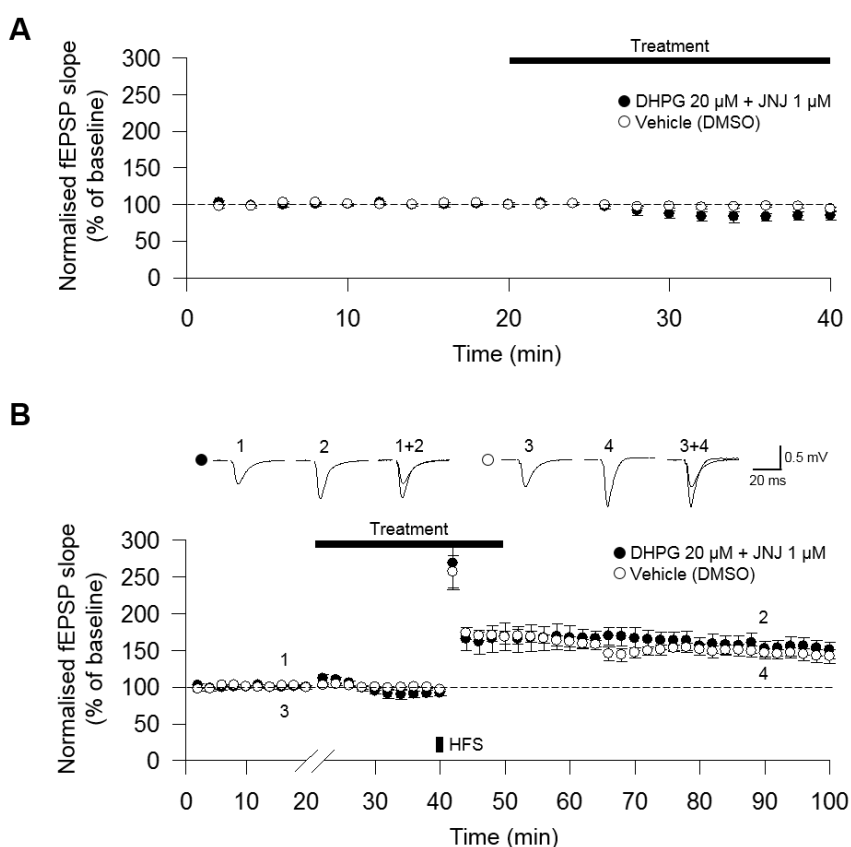 A
Normalised fEPSP slope
(% of baseline)
300
250
200
150
100
50
0
Treatment
DHPG 20 µM + JNJ 1 µM
Vehicle (DMSO)
0 10 20 30 40
Time (min)
B
1 2 1+2 3 4 3+4
0.5 mV
20 ms
Normalised fEPSP slope
(% of baseline)
300
250
200
150
100
50
0
Treatment
DHPG 20 µM + JNJ 1 µM
Vehicle (DMSO)
1
3
2
4
HFS
0 10 20 30 40 50 60 70 80 90 100
Time (min)